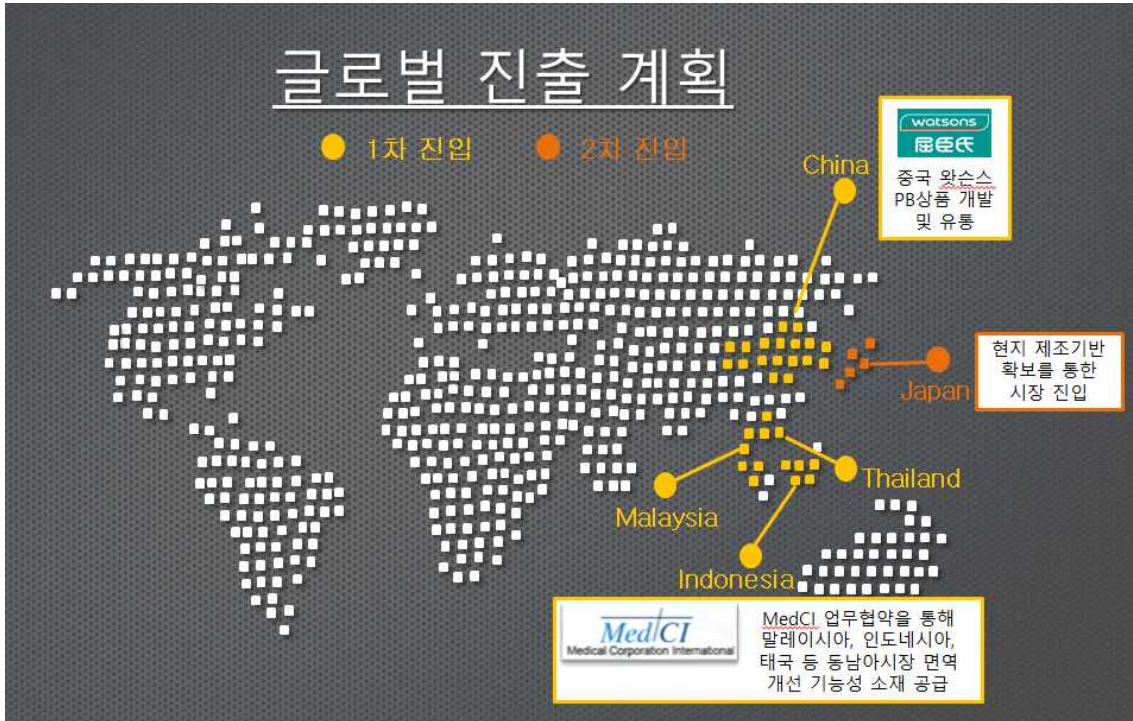 글로벌 진출 계획
1차 진입
2차 진입
China
watsons
屈臣氏
중국 왓슨스
PB상품 개발
및 유통
Japan
현지 제조기반
확보를 통한
시장 진입
Thailand
Malaysia
Indonesia
MedCI
Medical Corporation International
MedCI 업무협약을 통해
말레이시아, 인도네시아,
태국 등 동남아시장 면역
개선 기능성 소재 공급